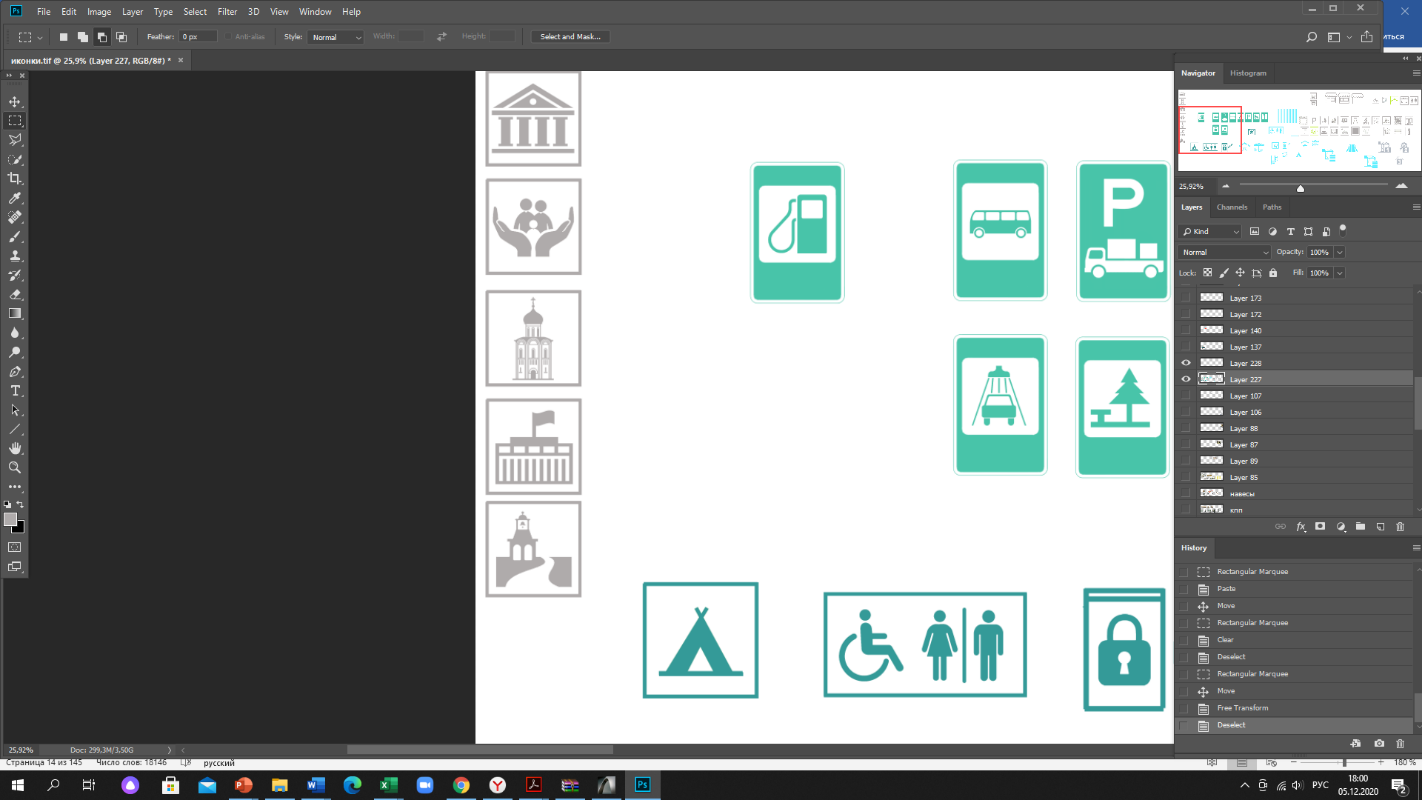 Ps File Edit Image Layer Type Select Filter 3D View Window Help
Feather: 0 px Anti-alias Style: Normal Width: Height: Select and Mask...
иться
иконки.tif @ 25,9% (Layer 227, RGB/8#) * ×
Navigator Histogram
P
25,92%
Layers Channels Paths
Kind
Normal Opacity: 100%
Lock: Fill: 100%
Layer 173
Layer 172
Layer 140
Layer 137
Layer 228
Layer 227
Layer 107
Layer 106
Layer 88
Layer 87
Layer 89
Layer 85
навесы
кпп
fx
History
Rectangular Marquee
Paste
Move
Rectangular Marquee
Clear
Deselect
Rectangular Marquee
Move
Free Transform
Deselect
25,92% Doc: 299,3M/3,50G
Страница 14 из 145 Число слов: 18146 русский 180 %
РУС 18:00
05.12.2020 2